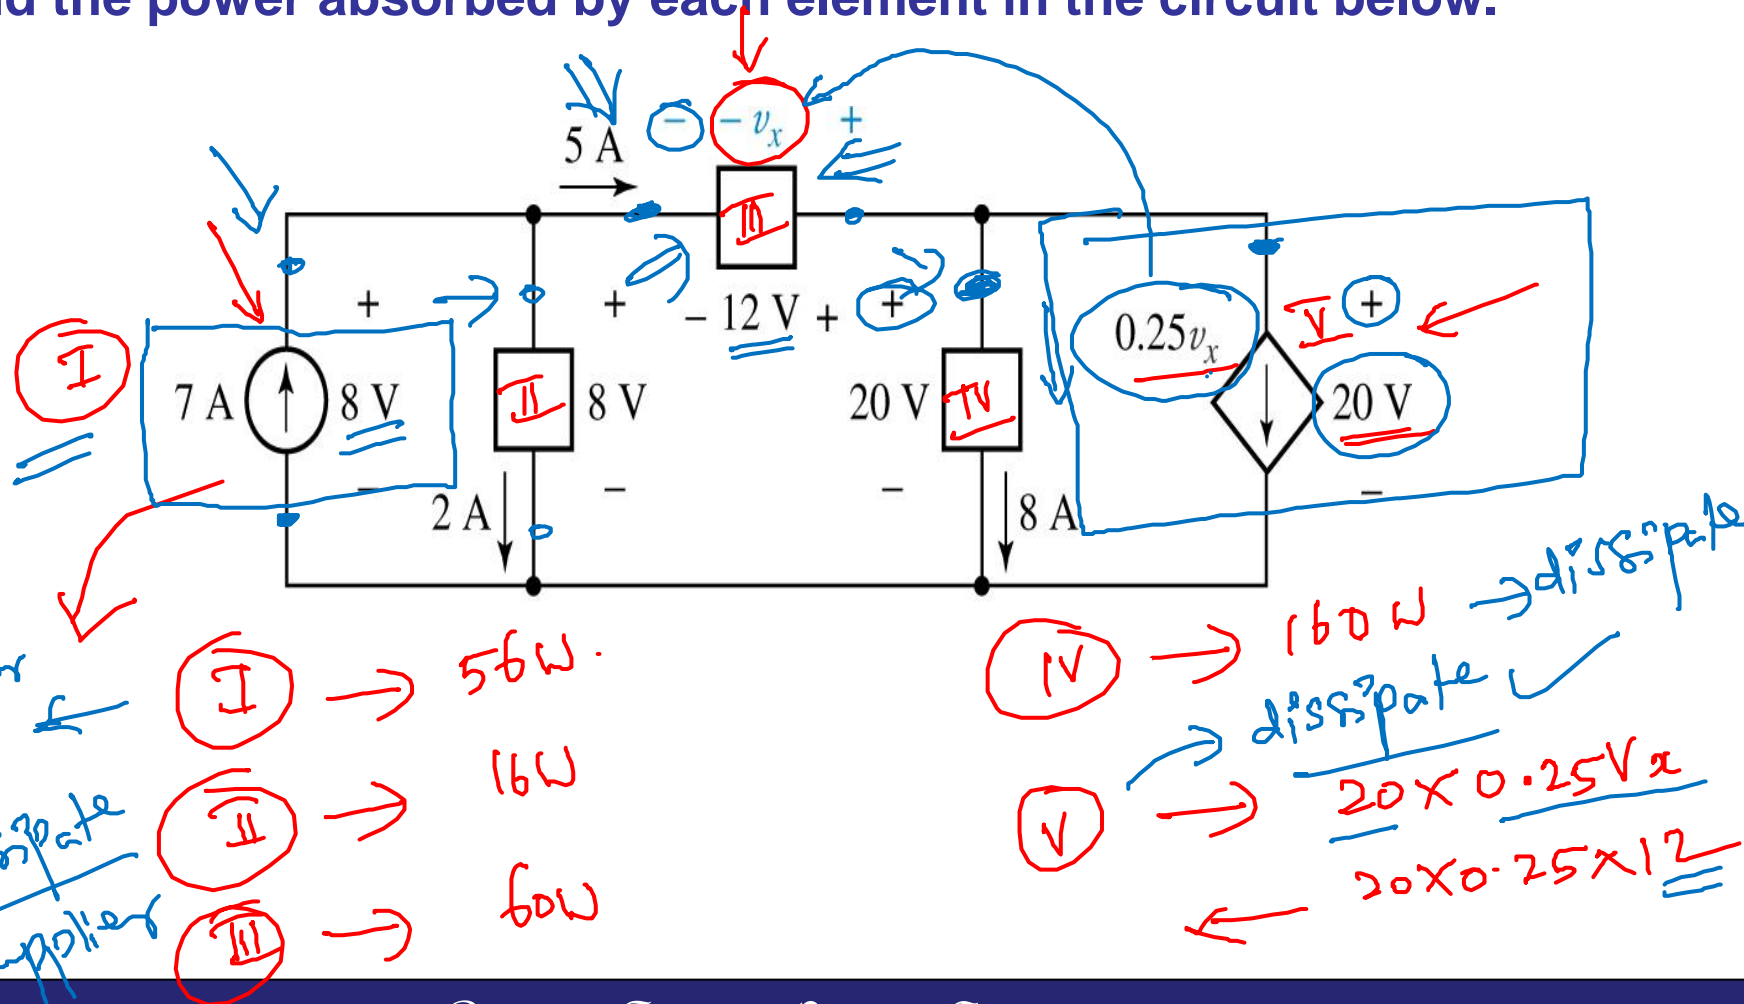 the power absorbed by each element in the circuit below.
5 A
− − vx +
III
+ + − 12 V + +
I
7 A
8 V
II
8 V
20 V
IV
0.25vx
V
+
20 V
− − − −
2 A
8 A
I → 56W.
II → 16W
III → 60W
IV → 160W → dissipate
dissipate
V → 20 × 0.25Vx
20×0.25×12